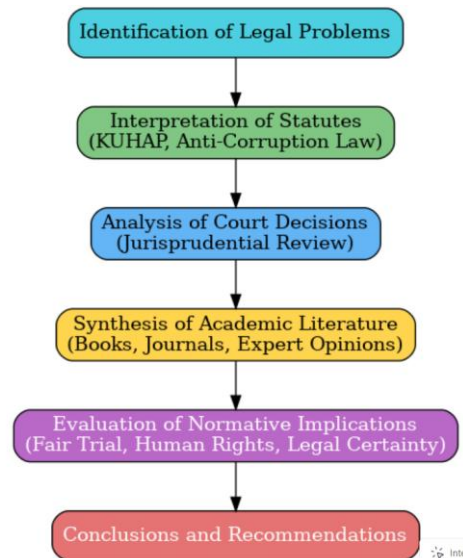 Identification of Legal Problems
Interpretation of Statutes
(KUHAP, Anti-Corruption Law)
Analysis of Court Decisions
(Jurisprudential Review)
Synthesis of Academic Literature
(Books, Journals, Expert Opinions)
Evaluation of Normative Implications
(Fair Trial, Human Rights, Legal Certainty)
Conclusions and Recommendations